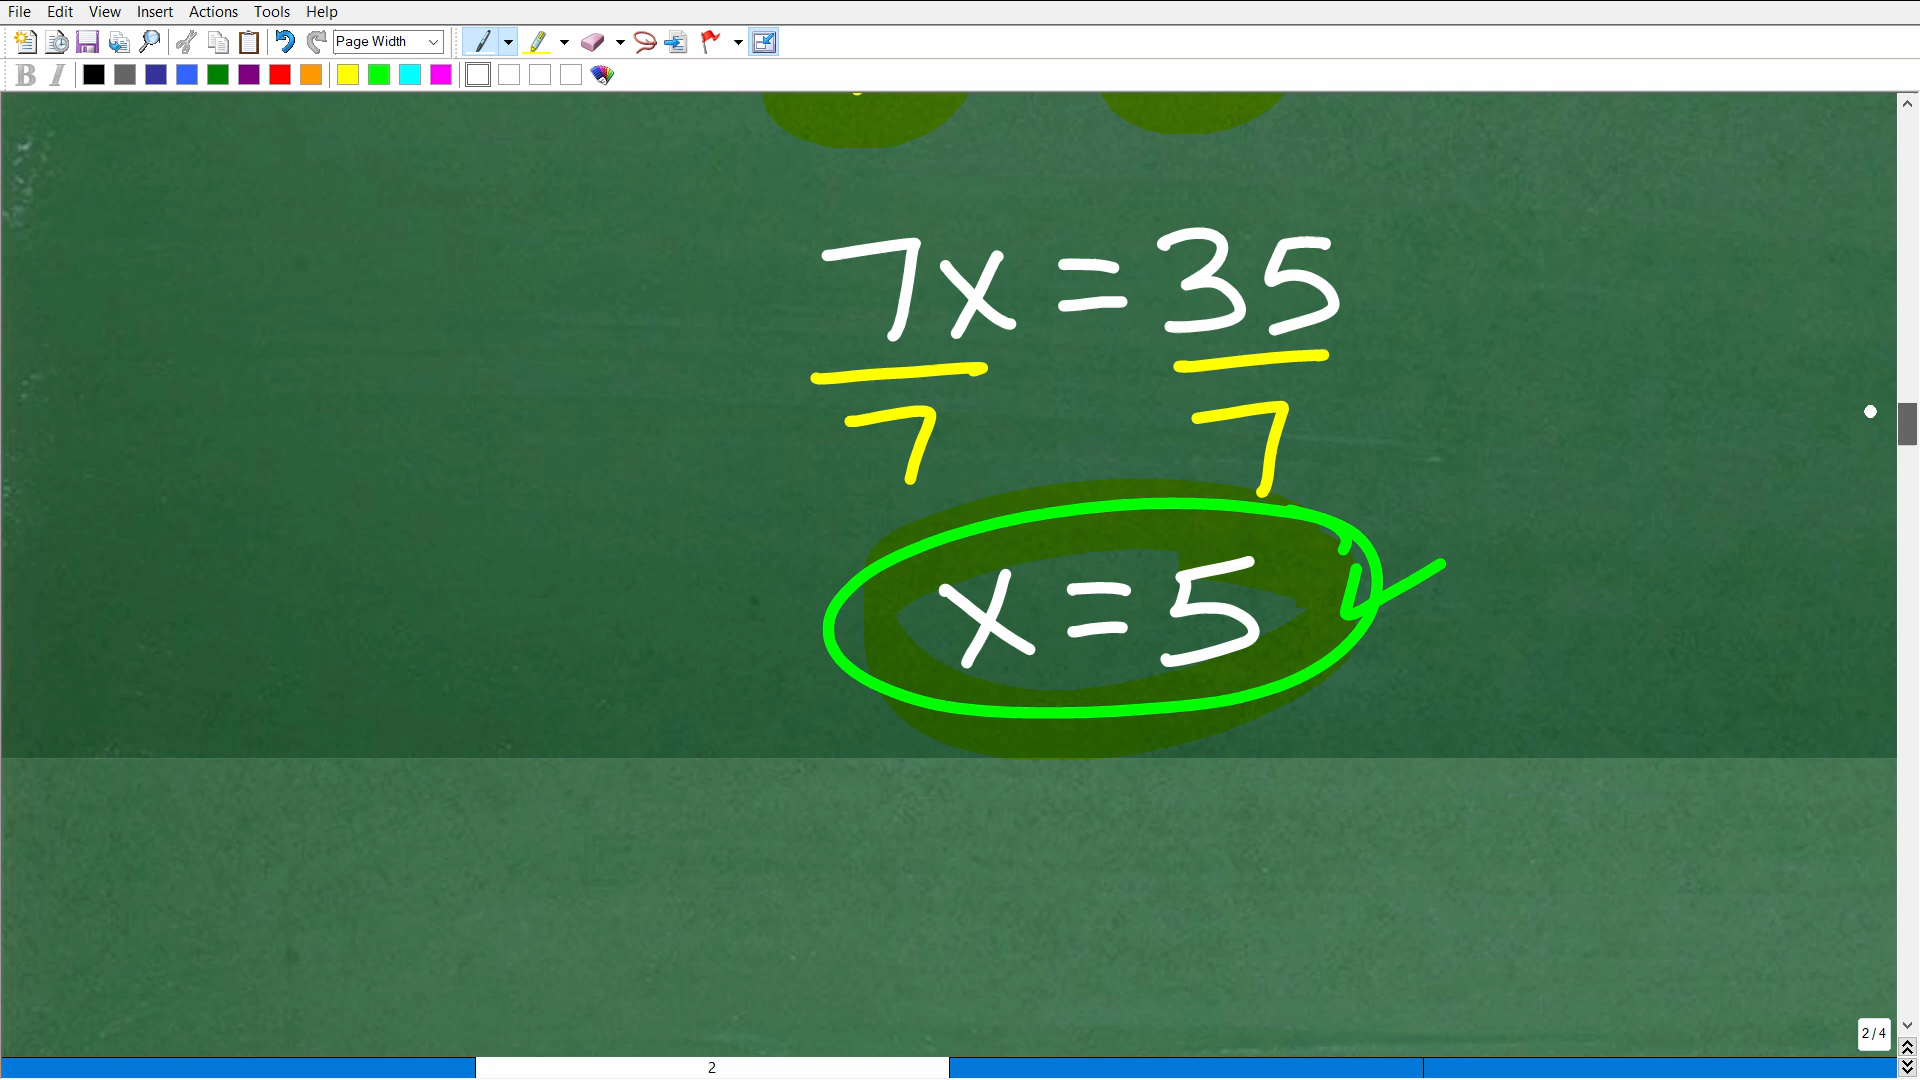 File Edit View Insert Actions Tools Help
Page Width
B I
7x = 35
7 7
x = 5
2 / 4
2